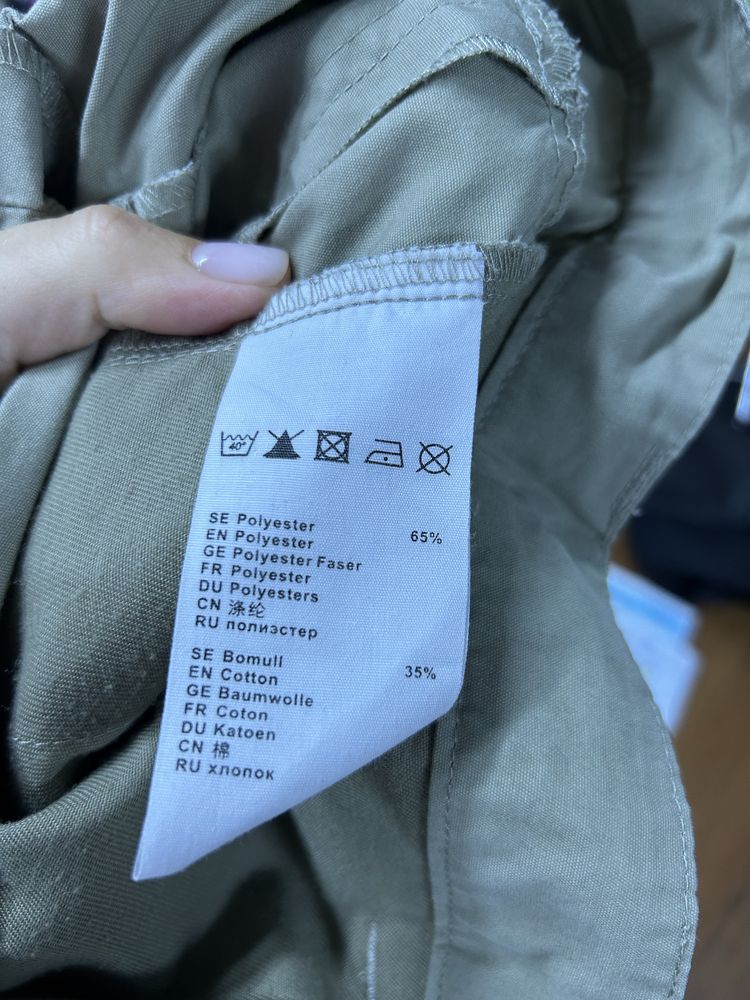 40°
SE Polyester
EN Polyester 65%
GE Polyester Faser
FR Polyester
DU Polyesters
CN 涤纶
RU полиэстер
SE Bomull
EN Cotton 35%
GE Baumwolle
FR Coton
DU Katoen
CN 棉
RU хлопок